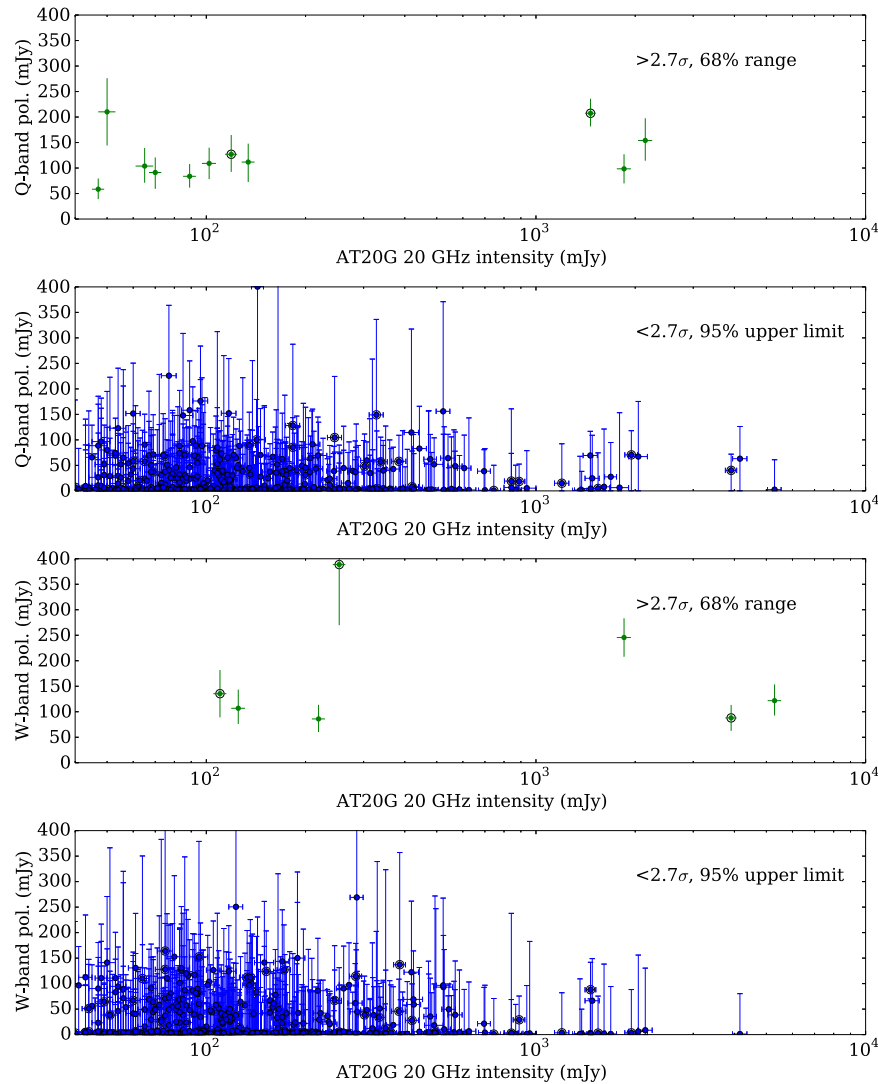 400
350
300
250
200
150
100
50
0
Q-band pol. (mJy)
>2.7σ, 68% range
10² 10³ 10⁴
AT20G 20 GHz intensity (mJy)
400
350
300
250
200
150
100
50
0
Q-band pol. (mJy)
<2.7σ, 95% upper limit
10² 10³ 10⁴
AT20G 20 GHz intensity (mJy)
400
350
300
250
200
150
100
50
0
W-band pol. (mJy)
>2.7σ, 68% range
10² 10³ 10⁴
AT20G 20 GHz intensity (mJy)
400
350
300
250
200
150
100
50
0
W-band pol. (mJy)
<2.7σ, 95% upper limit
10² 10³ 10⁴
AT20G 20 GHz intensity (mJy)